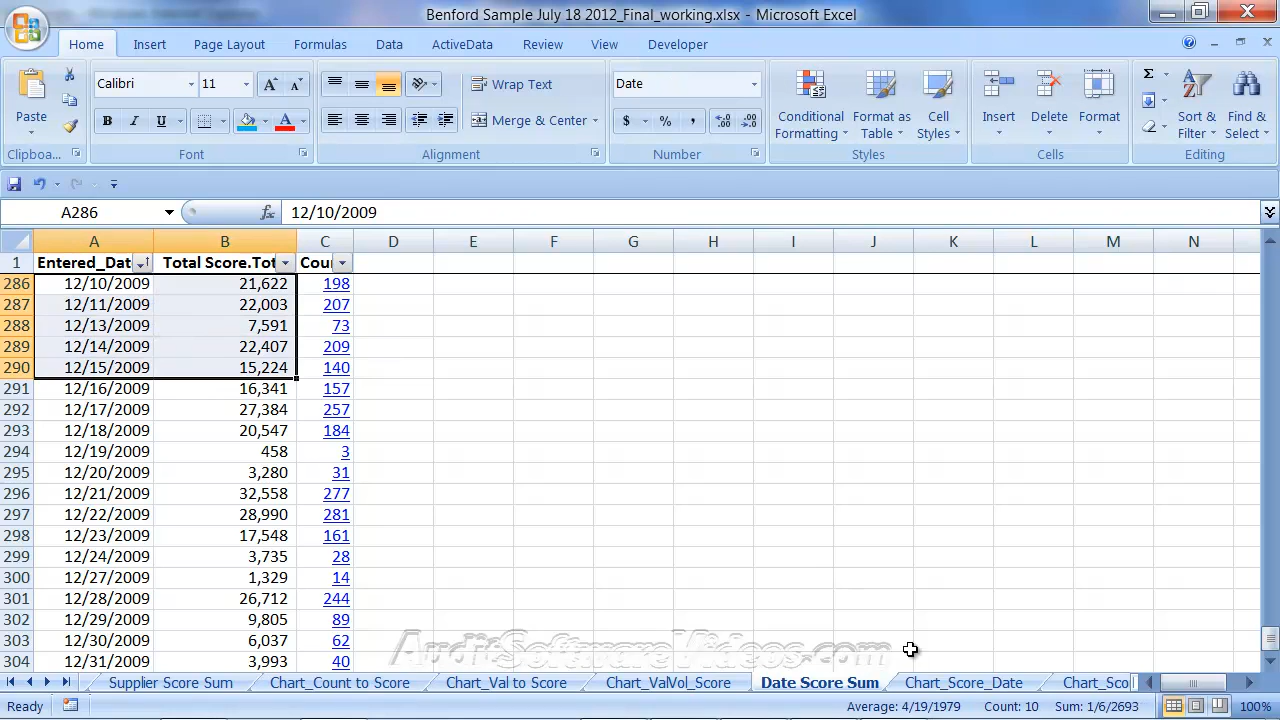 Benford Sample July 18 2012_Final_working.xlsx - Microsoft Excel
Home Insert Page Layout Formulas Data ActiveData Review View Developer
Paste
Calibri 11
Wrap Text
Merge & Center
Date
Conditional Formatting
Format as Table
Cell Styles
Insert
Delete
Format
Sort & Filter
Find & Select
Clipboa... Font Alignment Number Styles Cells Editing
A286 fx 12/10/2009
A B C D E F G H I J K L M N
1 Entered_Dat Total Score.Tot Cou
286 12/10/2009 21,622 198
287 12/11/2009 22,003 207
288 12/13/2009 7,591 73
289 12/14/2009 22,407 209
290 12/15/2009 15,224 140
291 12/16/2009 16,341 157
292 12/17/2009 27,384 257
293 12/18/2009 20,547 184
294 12/19/2009 458 3
295 12/20/2009 3,280 31
296 12/21/2009 32,558 277
297 12/22/2009 28,990 281
298 12/23/2009 17,548 161
299 12/24/2009 3,735 28
300 12/27/2009 1,329 14
301 12/28/2009 26,712 244
302 12/29/2009 9,805 89
303 12/30/2009 6,037 62
304 12/31/2009 3,993 40
AuditSoftwareVideos.com
Supplier Score Sum Chart_Count to Score Chart_Val to Score Chart_ValVol_Score Date Score Sum Chart_Score_Date Chart_Sco
Ready Average: 4/19/1979 Count: 10 Sum: 1/6/2693 100%